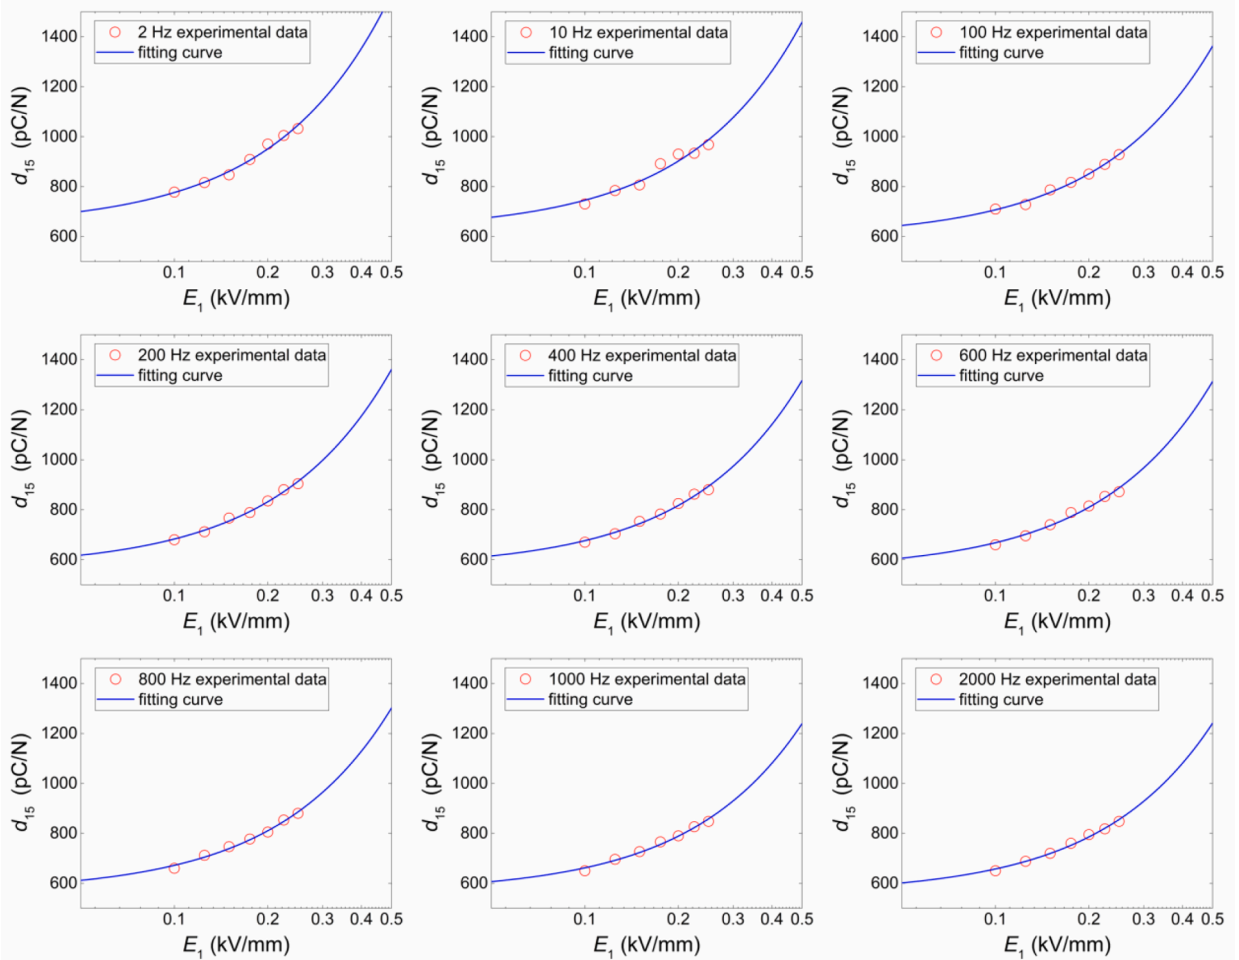 2 Hz experimental data
fitting curve
1400
1200
1000
800
600
d15 (pC/N)
0.1 0.2 0.3 0.4 0.5
E1 (kV/mm)
10 Hz experimental data
fitting curve
1400
1200
1000
800
600
d15 (pC/N)
0.1 0.2 0.3 0.4 0.5
E1 (kV/mm)
100 Hz experimental data
fitting curve
1400
1200
1000
800
600
d15 (pC/N)
0.1 0.2 0.3 0.4 0.5
E1 (kV/mm)
200 Hz experimental data
fitting curve
1400
1200
1000
800
600
d15 (pC/N)
0.1 0.2 0.3 0.4 0.5
E1 (kV/mm)
400 Hz experimental data
fitting curve
1400
1200
1000
800
600
d15 (pC/N)
0.1 0.2 0.3 0.4 0.5
E1 (kV/mm)
600 Hz experimental data
fitting curve
1400
1200
1000
800
600
d15 (pC/N)
0.1 0.2 0.3 0.4 0.5
E1 (kV/mm)
800 Hz experimental data
fitting curve
1400
1200
1000
800
600
d15 (pC/N)
0.1 0.2 0.3 0.4 0.5
E1 (kV/mm)
1000 Hz experimental data
fitting curve
1400
1200
1000
800
600
d15 (pC/N)
0.1 0.2 0.3 0.4 0.5
E1 (kV/mm)
2000 Hz experimental data
fitting curve
1400
1200
1000
800
600
d15 (pC/N)
0.1 0.2 0.3 0.4 0.5
E1 (kV/mm)